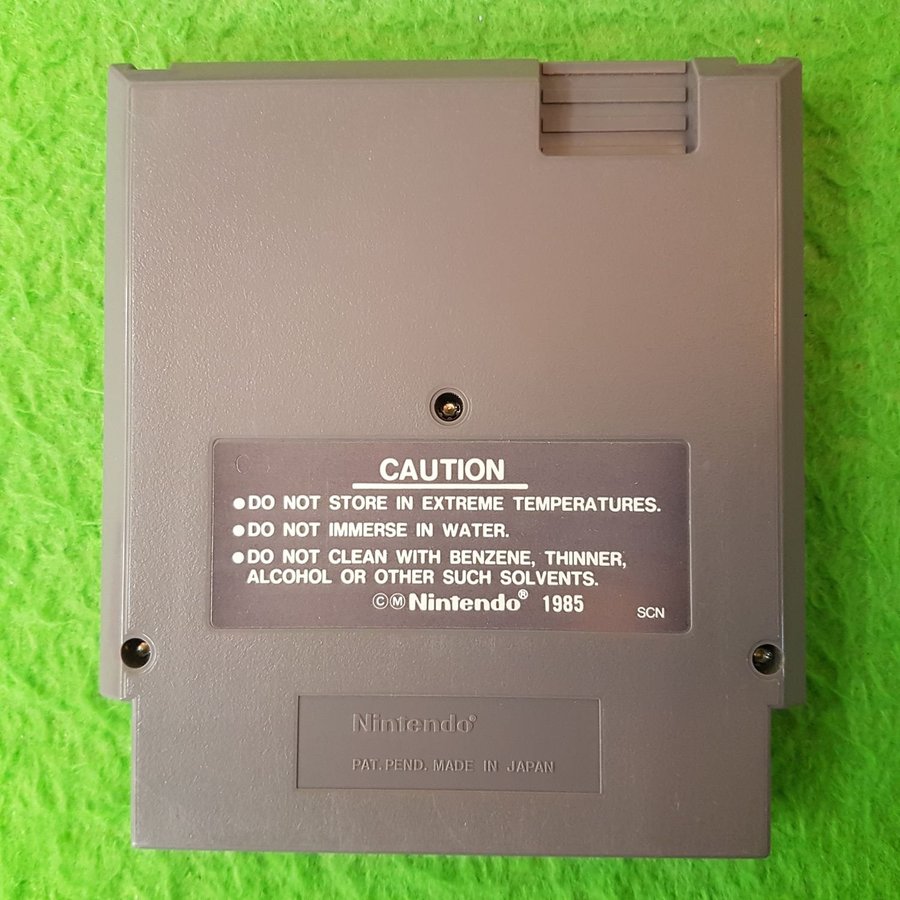 CAUTION
●DO NOT STORE IN EXTREME TEMPERATURES.
●DO NOT IMMERSE IN WATER.
●DO NOT CLEAN WITH BENZENE, THINNER,
ALCOHOL OR OTHER SUCH SOLVENTS.
ⒸⓂNintendo® 1985
SCN
Nintendo®
PAT. PEND. MADE IN JAPAN